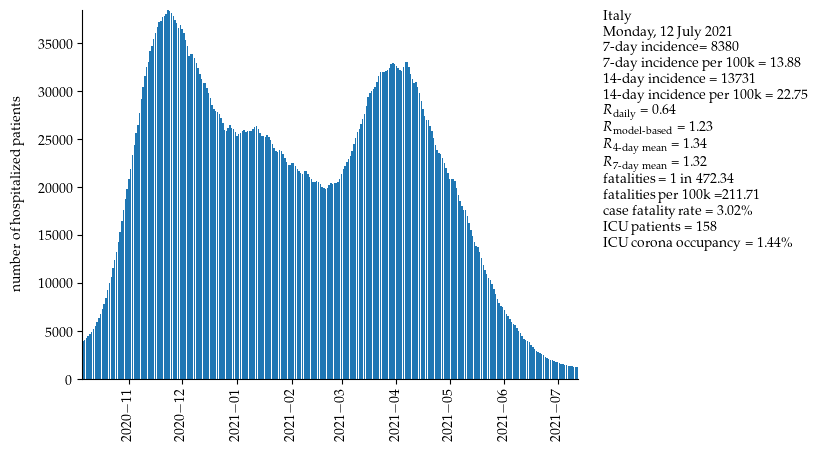 Italy
Monday, 12 July 2021
7-day incidence= 8380
7-day incidence per 100k = 13.88
14-day incidence = 13731
14-day incidence per 100k = 22.75
R_daily = 0.64
R_model-based = 1.23
R_4-day mean = 1.34
R_7-day mean = 1.32
fatalities = 1 in 472.34
fatalities per 100k =211.71
case fatality rate = 3.02%
ICU patients = 158
ICU corona occupancy = 1.44%
number of hospitalized patients
35000
30000
25000
20000
15000
10000
5000
0
2020−11
2020−12
2021−01
2021−02
2021−03
2021−04
2021−05
2021−06
2021−07